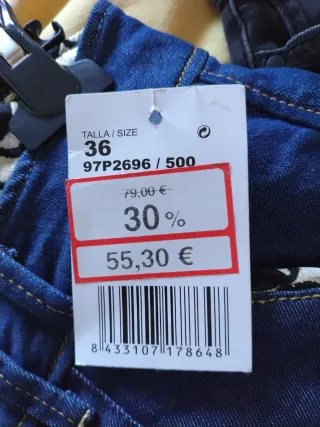 TALLA / SIZE
36
97P2696 / 500
79,00 €
30 %
55,30 €
8 433107 178648